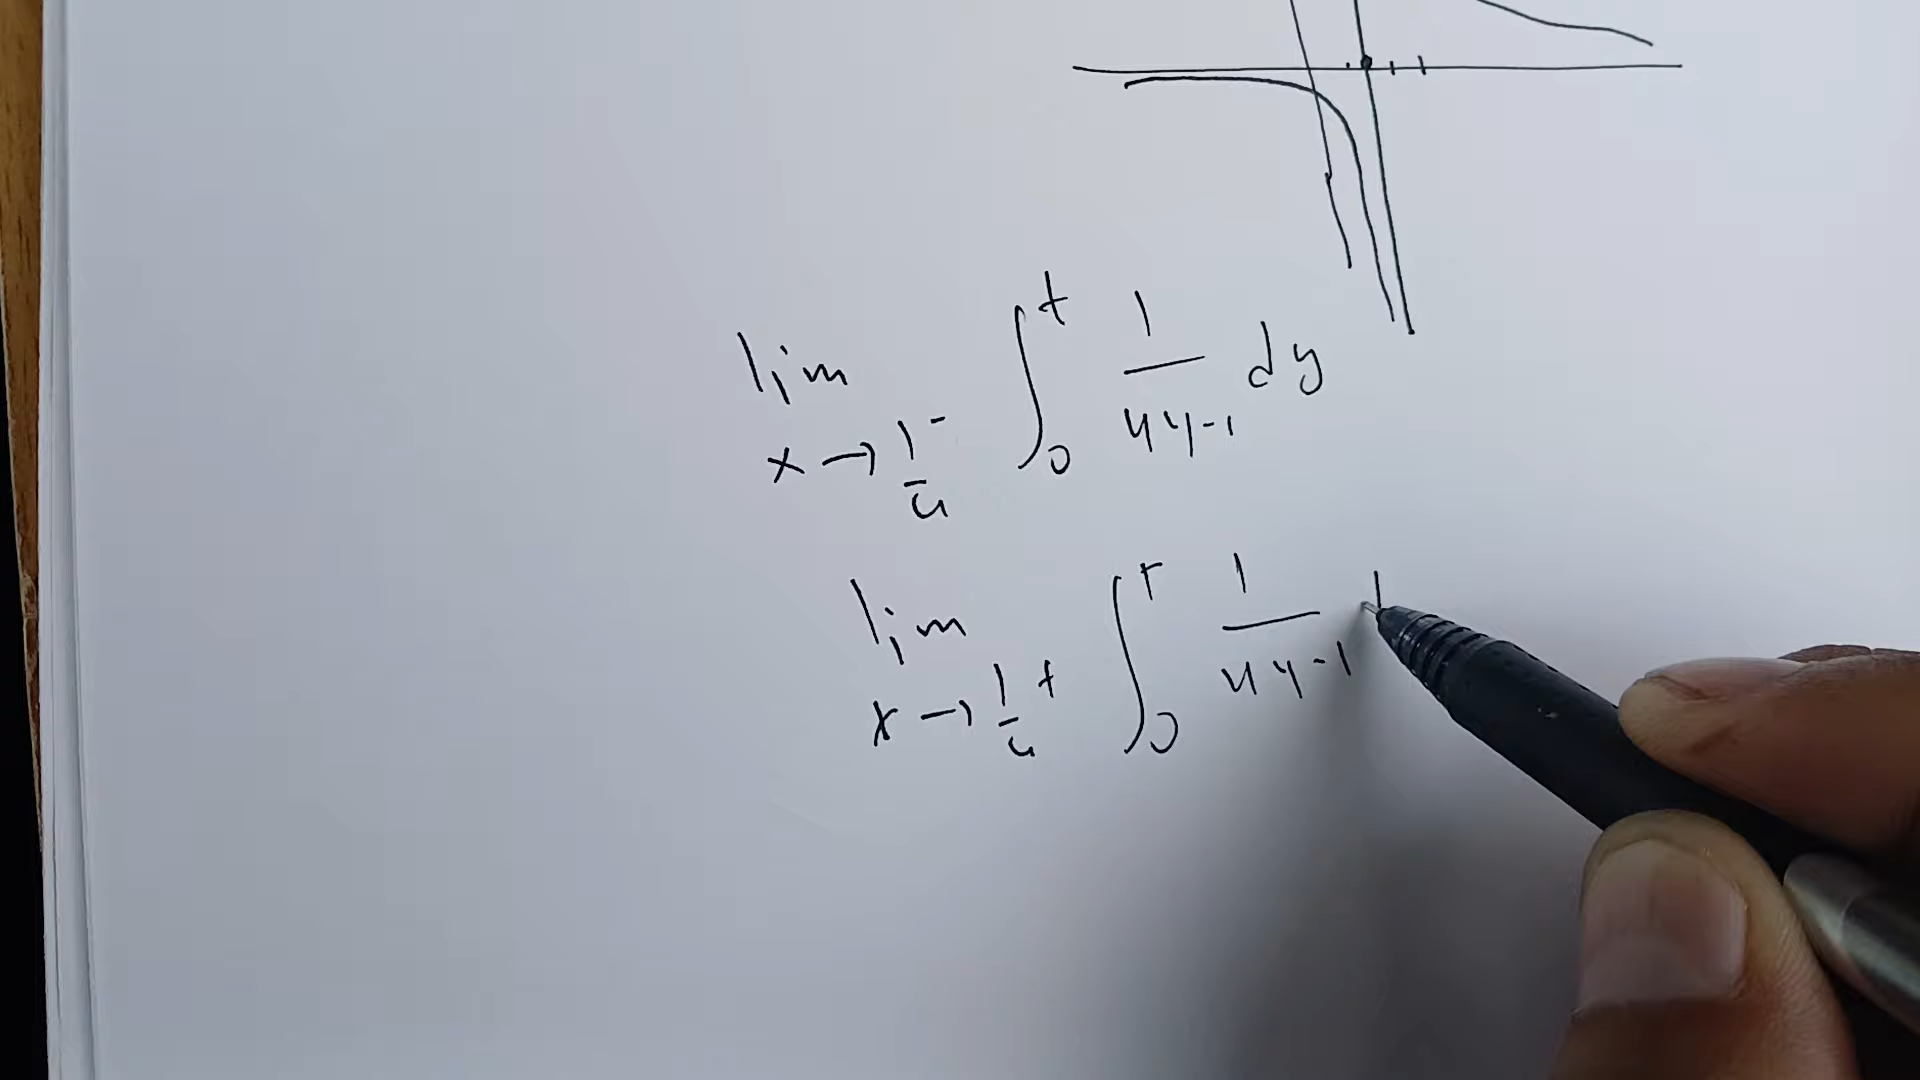 lim x→1/4⁻ ∫₀ᵗ 1/(4y-1) dy
lim x→1/4⁺ ∫₀ᵗ 1/(4y-1)